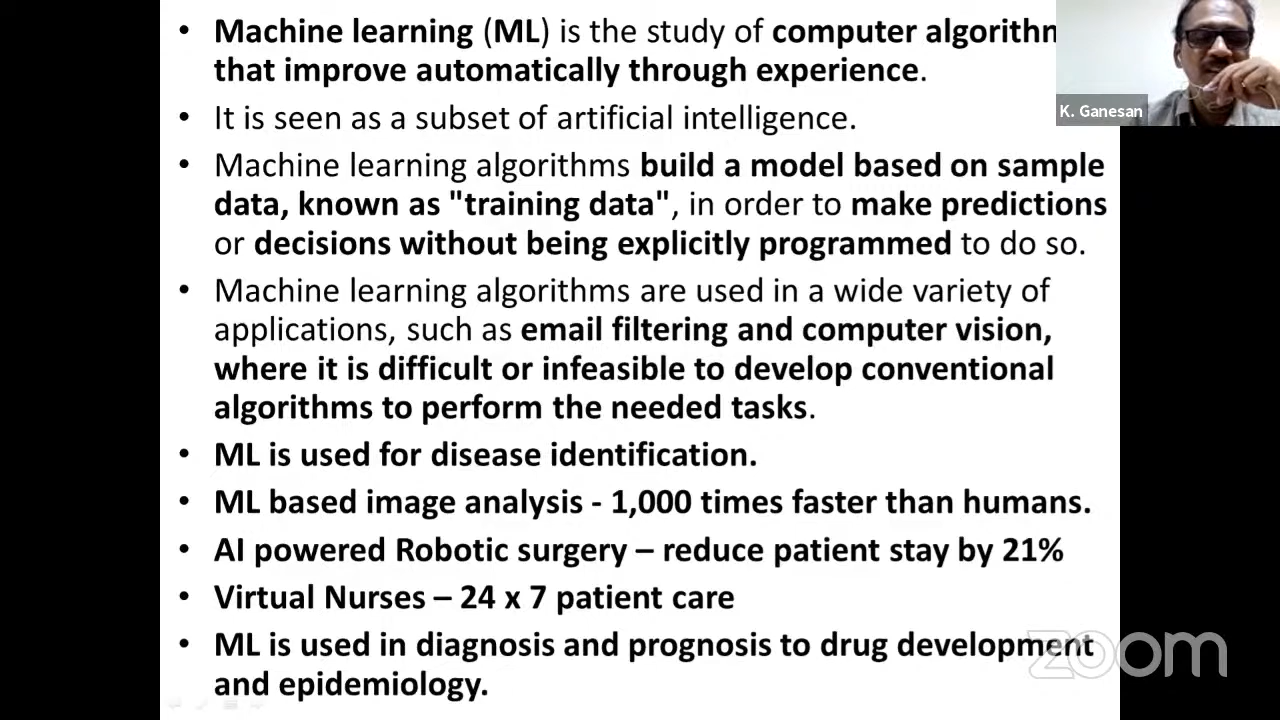 • Machine learning (ML) is the study of computer algorithm
that improve automatically through experience.
• It is seen as a subset of artificial intelligence.
• Machine learning algorithms build a model based on sample
data, known as "training data", in order to make predictions
or decisions without being explicitly programmed to do so.
• Machine learning algorithms are used in a wide variety of
applications, such as email filtering and computer vision,
where it is difficult or infeasible to develop conventional
algorithms to perform the needed tasks.
• ML is used for disease identification.
• ML based image analysis - 1,000 times faster than humans.
• AI powered Robotic surgery – reduce patient stay by 21%
• Virtual Nurses – 24 x 7 patient care
• ML is used in diagnosis and prognosis to drug development
and epidemiology.
K. Ganesan
zoom